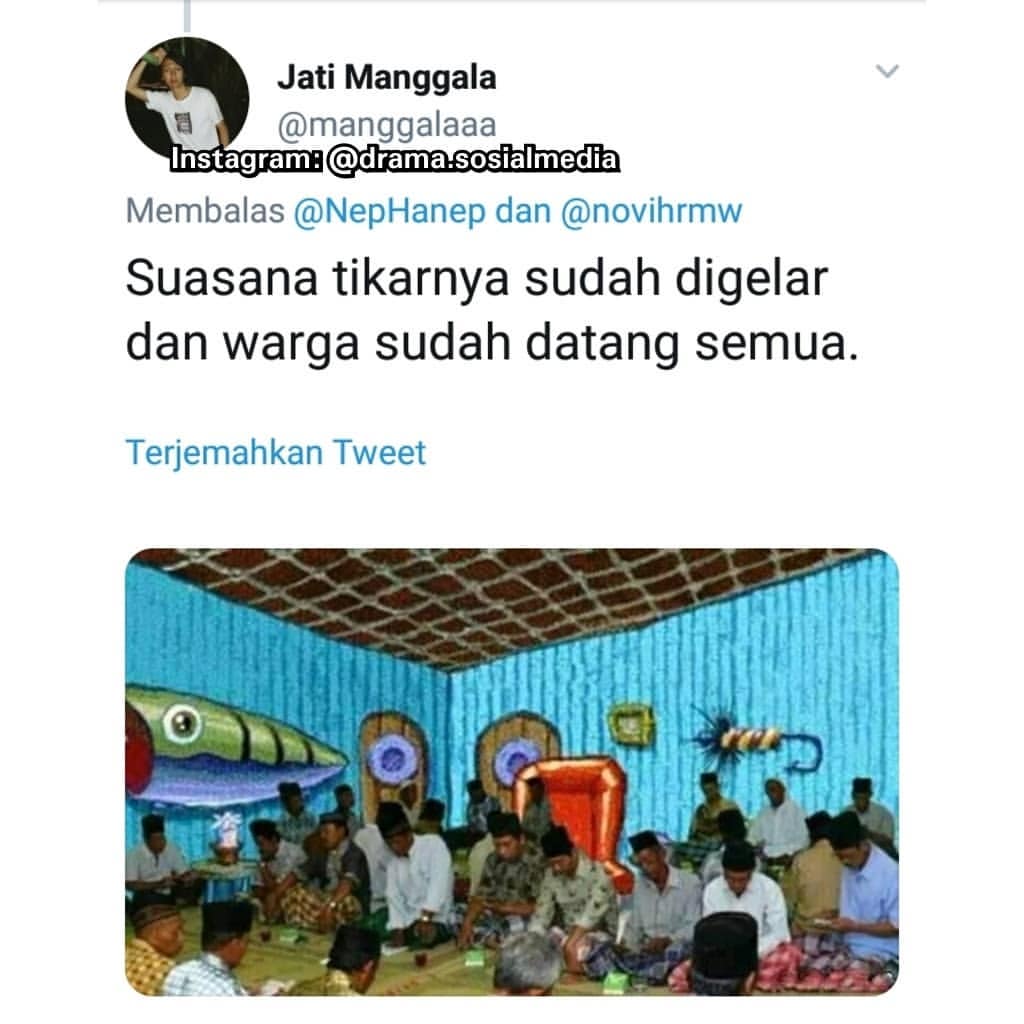 Jati Manggala
@manggalaaa
Instagram: @drama.sosialmedia
Membalas @NepHanep dan @novihrmw
Suasana tikarnya sudah digelar
dan warga sudah datang semua.
Terjemahkan Tweet